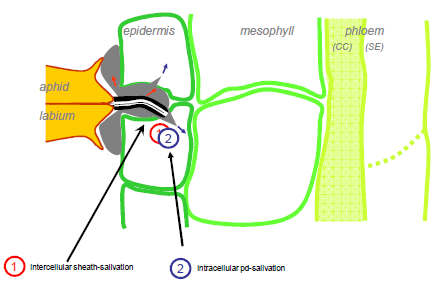 epidermis
mesophyll
phloem
(CC) (SE)
aphid
labium
1
2
1 Intercellular sheath-salivation
2 Intracellular pd-salivation